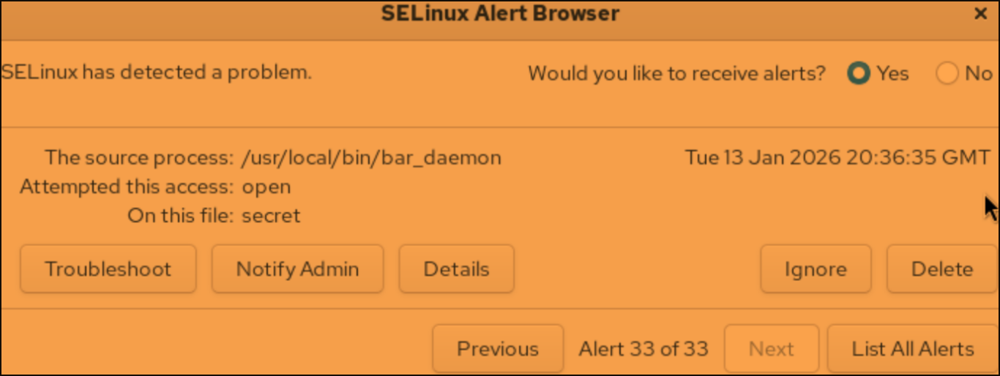 SELinux Alert Browser ×
SELinux has detected a problem. Would you like to receive alerts? Yes No
The source process: /usr/local/bin/bar_daemon Tue 13 Jan 2026 20:36:35 GMT
Attempted this access: open
On this file: secret
Troubleshoot Notify Admin Details Ignore Delete
Previous Alert 33 of 33 Next List All Alerts